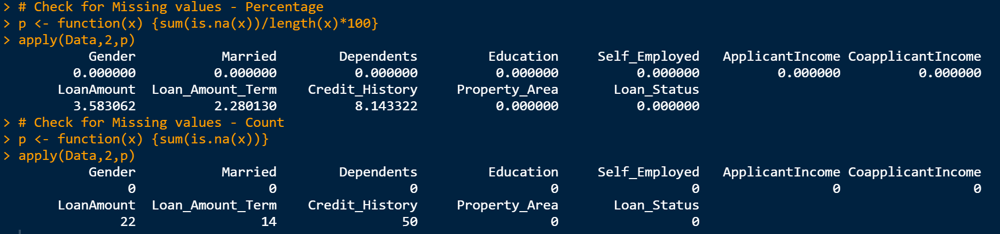 > # Check for Missing values - Percentage
> p <- function(x) {sum(is.na(x))/length(x)*100}
> apply(Data,2,p)
Gender Married Dependents Education Self_Employed ApplicantIncome CoapplicantIncome
0.000000 0.000000 0.000000 0.000000 0.000000 0.000000 0.000000
LoanAmount Loan_Amount_Term Credit_History Property_Area Loan_Status
3.583062 2.280130 8.143322 0.000000 0.000000
> # Check for Missing values - Count
> p <- function(x) {sum(is.na(x))}
> apply(Data,2,p)
Gender Married Dependents Education Self_Employed ApplicantIncome CoapplicantIncome
0 0 0 0 0 0 0
LoanAmount Loan_Amount_Term Credit_History Property_Area Loan_Status
22 14 50 0 0